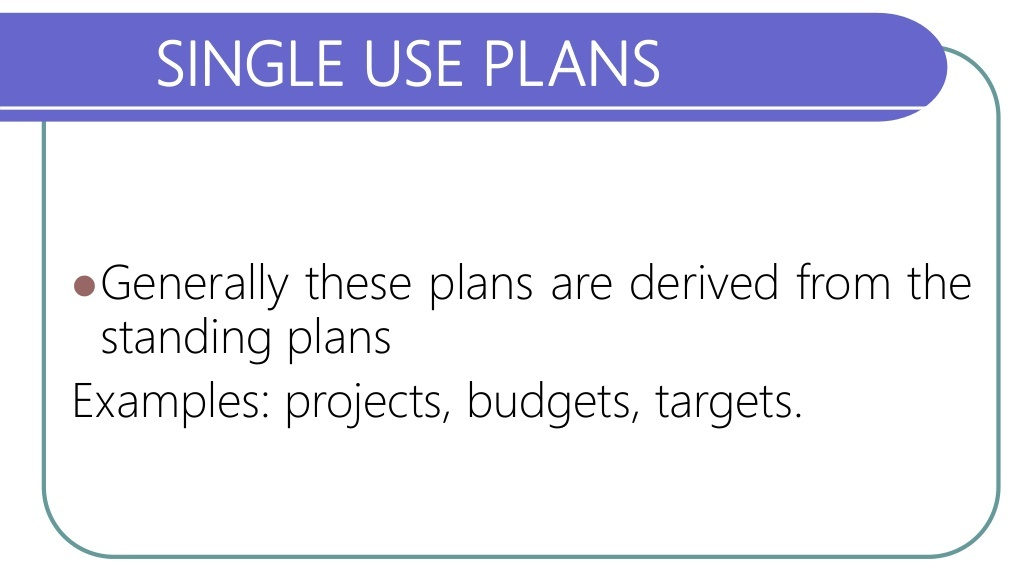 SINGLE USE PLANS
●Generally these plans are derived from the
standing plans
Examples: projects, budgets, targets.